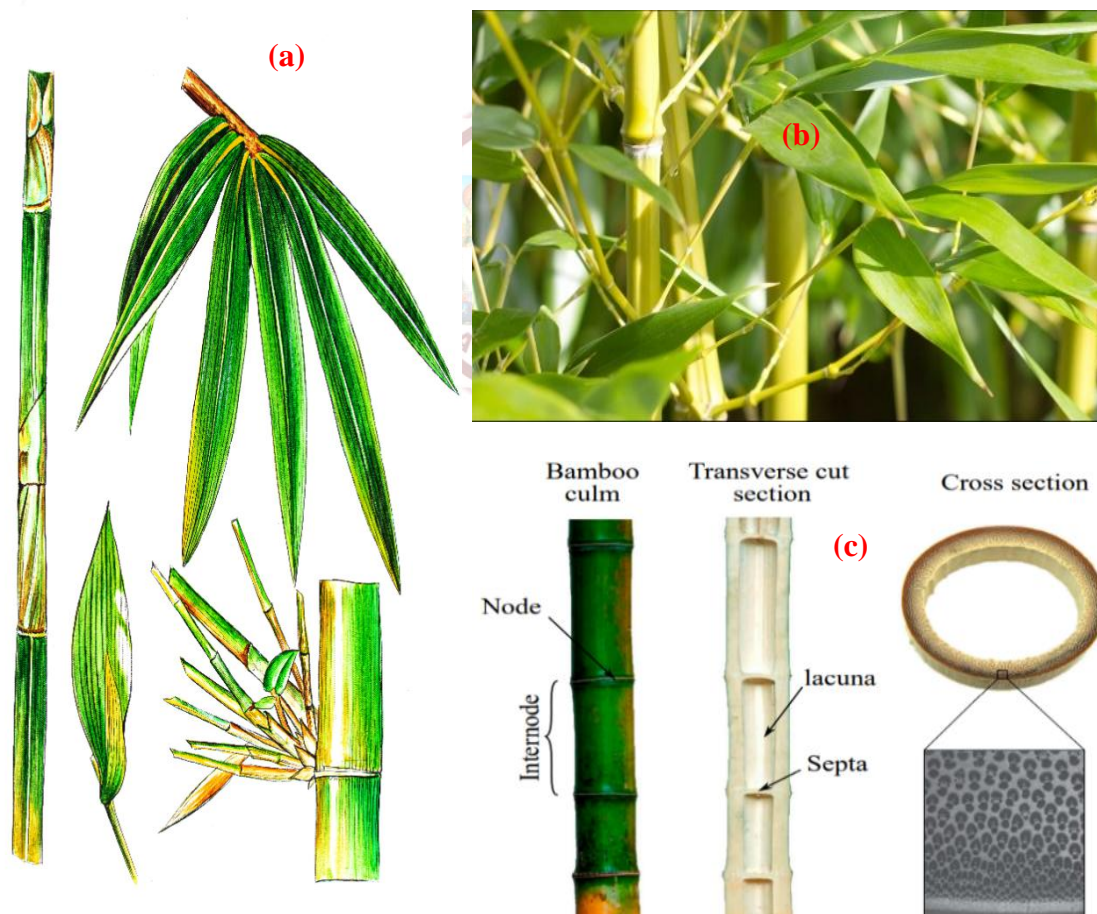 (a)
(b)
Bamboo
culm
Transverse cut
section
Cross section
(c)
Node
Internode
lacuna
Septa